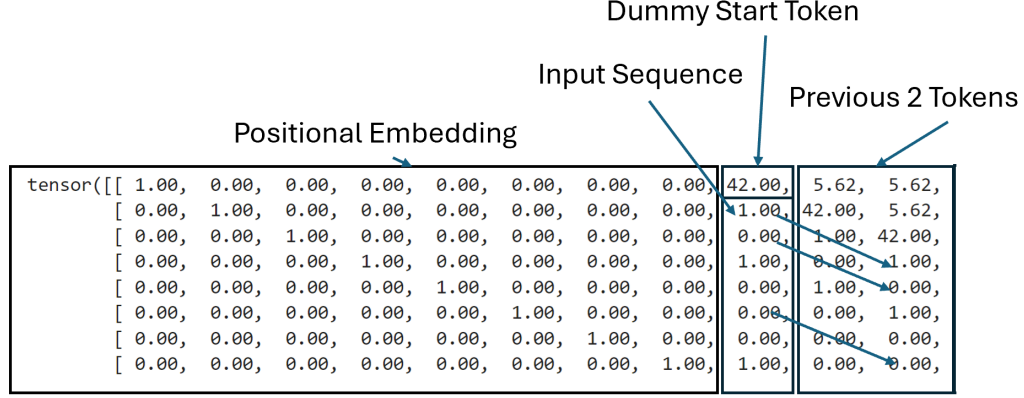 Dummy Start Token
Input Sequence
Previous 2 Tokens
Positional Embedding
tensor([[ 1.00, 0.00, 0.00, 0.00, 0.00, 0.00, 0.00, 0.00, 42.00, 5.62, 5.62,
[ 0.00, 1.00, 0.00, 0.00, 0.00, 0.00, 0.00, 0.00, 1.00, 42.00, 5.62,
[ 0.00, 0.00, 1.00, 0.00, 0.00, 0.00, 0.00, 0.00, 0.00, 1.00, 42.00,
[ 0.00, 0.00, 0.00, 1.00, 0.00, 0.00, 0.00, 0.00, 1.00, 0.00, 1.00,
[ 0.00, 0.00, 0.00, 0.00, 1.00, 0.00, 0.00, 0.00, 0.00, 1.00, 0.00,
[ 0.00, 0.00, 0.00, 0.00, 0.00, 1.00, 0.00, 0.00, 0.00, 0.00, 1.00,
[ 0.00, 0.00, 0.00, 0.00, 0.00, 0.00, 1.00, 0.00, 0.00, 0.00, 0.00,
[ 0.00, 0.00, 0.00, 0.00, 0.00, 0.00, 0.00, 1.00, 1.00, 0.00, 0.00,